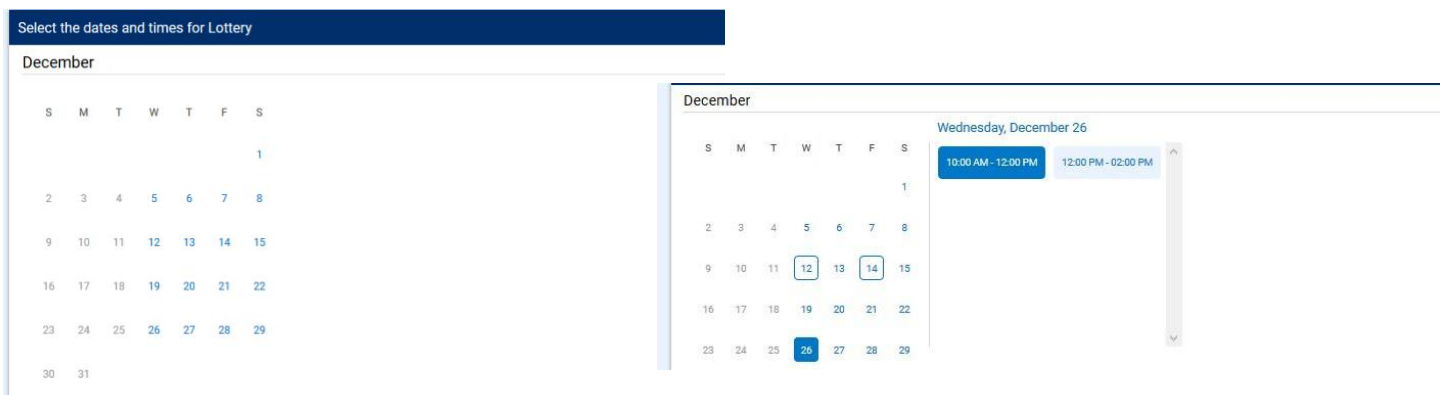 Select the dates and times for Lottery
December
S M T W T F S
1
2 3 4 5 6 7 8
9 10 11 12 13 14 15
16 17 18 19 20 21 22
23 24 25 26 27 28 29
30 31
December
S M T W T F S
1
2 3 4 5 6 7 8
9 10 11 12 13 14 15
16 17 18 19 20 21 22
23 24 25 26 27 28 29
Wednesday, December 26
10:00 AM - 12:00 PM 12:00 PM - 02:00 PM